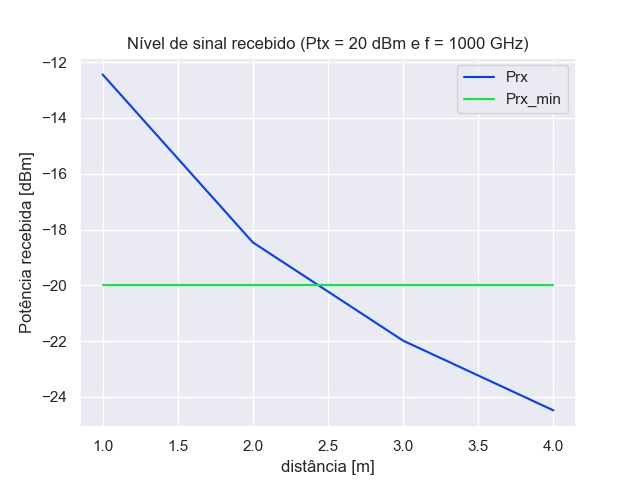 Nível de sinal recebido (Ptx = 20 dBm e f = 1000 GHz)
Prx
Prx_min
Potência recebida [dBm]
−12
−14
−16
−18
−20
−22
−24
1.0 1.5 2.0 2.5 3.0 3.5 4.0
distância [m]